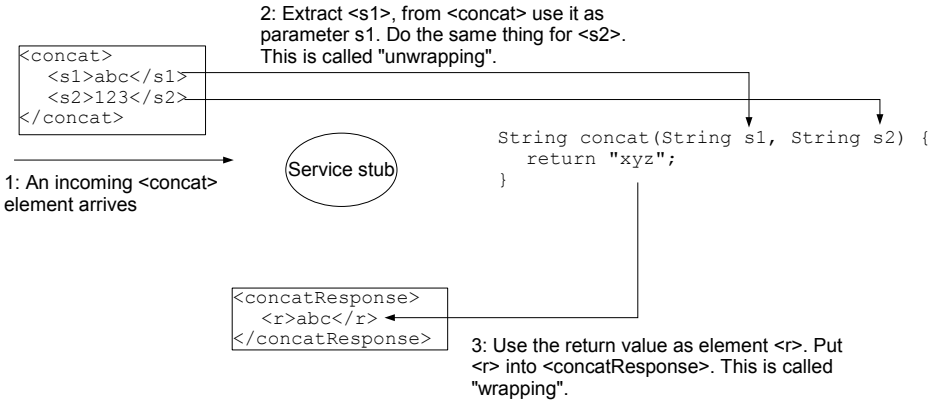 2: Extract <s1>, from <concat> use it as
parameter s1. Do the same thing for <s2>.
This is called "unwrapping".
<concat>
<s1>abc</s1>
<s2>123</s2>
</concat>
String concat(String s1, String s2) {
return "xyz";
}
Service stub
1: An incoming <concat>
element arrives
<concatResponse>
<r>abc</r>
</concatResponse>
3: Use the return value as element <r>. Put
<r> into <concatResponse>. This is called
"wrapping".